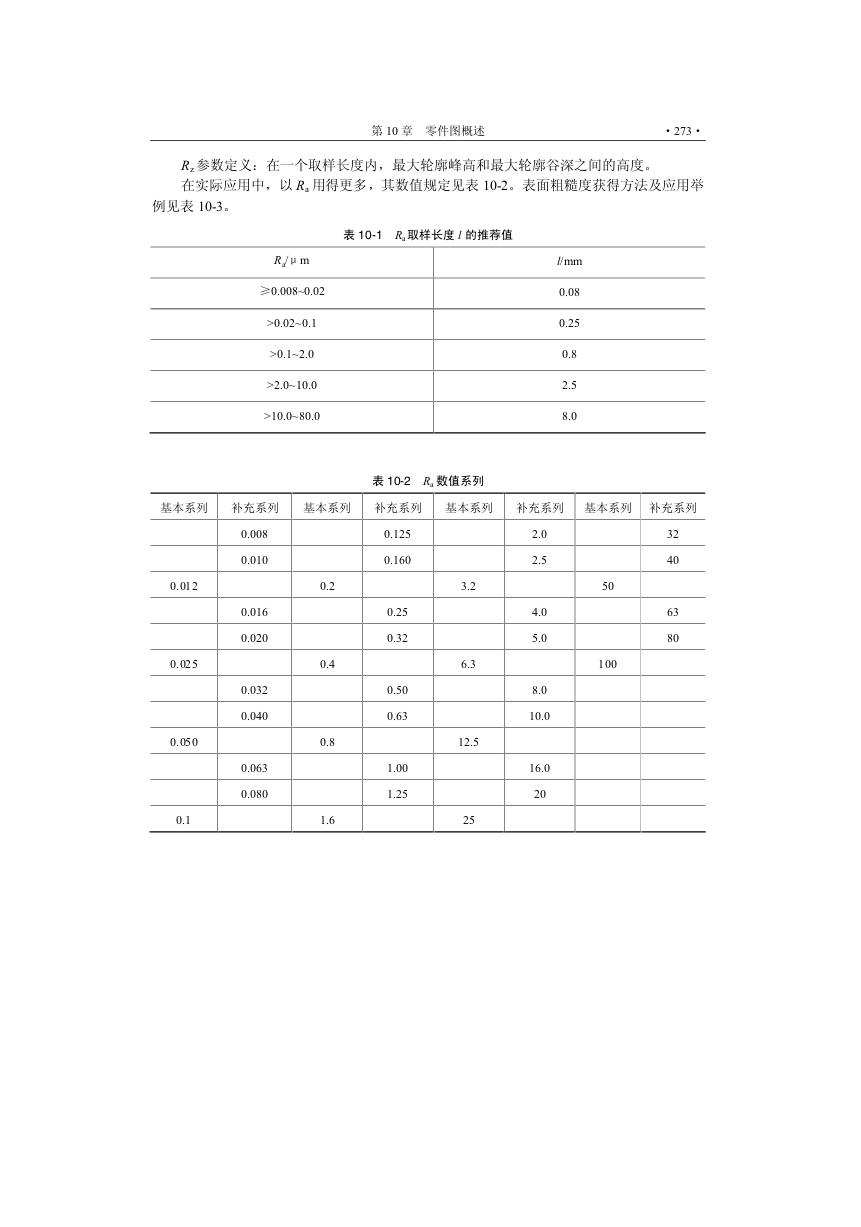 第 10 章　零件图概述　·273·
Rz 参数定义：在一个取样长度内，最大轮廓峰高和最大轮廓谷深之间的高度。
在实际应用中，以 Ra 用得更多，其数值规定见表 10-2。表面粗糙度获得方法及应用举
例见表 10-3。
表 10-1　Ra 取样长度 l 的推荐值
Ra/μm　l/mm
≥0.008~0.02　0.08
>0.02~0.1　0.25
>0.1~2.0　0.8
>2.0~10.0　2.5
>10.0~80.0　8.0
表 10-2　Ra 数值系列
基本系列　补充系列　基本系列　补充系列　基本系列　补充系列　基本系列　补充系列
0.008　0.125　2.0　32
0.010　0.160　2.5　40
0.012　0.2　3.2　50
0.016　0.25　4.0　63
0.020　0.32　5.0　80
0.025　0.4　6.3　100
0.032　0.50　8.0
0.040　0.63　10.0
0.050　0.8　12.5
0.063　1.00　16.0
0.080　1.25　20
0.1　1.6　25